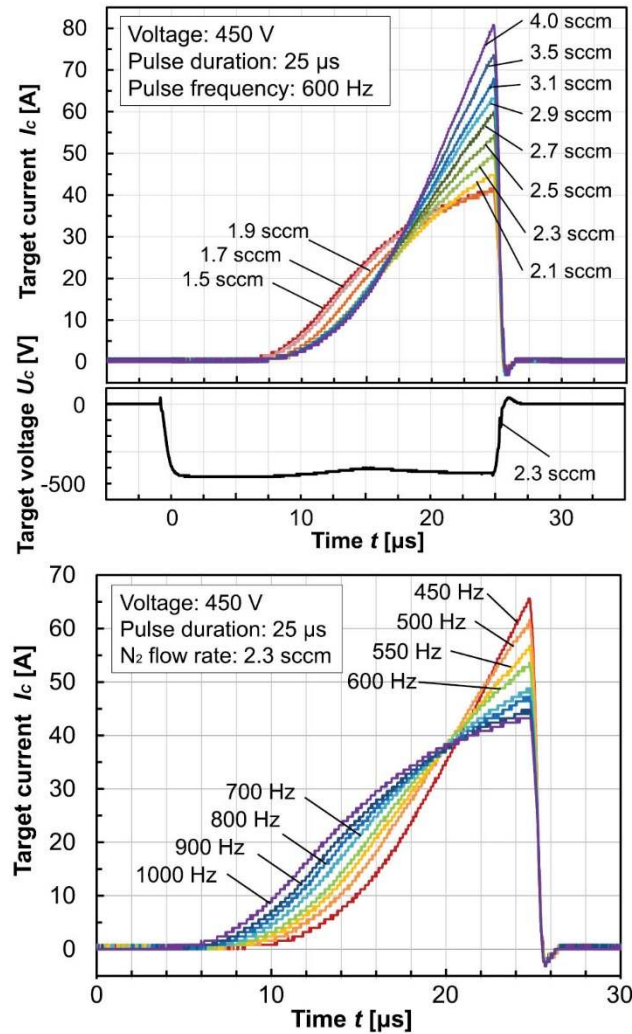 Voltage: 450 V
Pulse duration: 25 µs
Pulse frequency: 600 Hz
4.0 sccm
3.5 sccm
3.1 sccm
2.9 sccm
2.7 sccm
2.5 sccm
2.3 sccm
2.1 sccm
1.9 sccm
1.7 sccm
1.5 sccm
Target current Ic [A]
80
70
60
50
40
30
20
10
0
Target voltage Uc [V]
0
-500
2.3 sccm
0 10 20 30
Time t [µs]
Voltage: 450 V
Pulse duration: 25 µs
N₂ flow rate: 2.3 sccm
450 Hz
500 Hz
550 Hz
600 Hz
700 Hz
800 Hz
900 Hz
1000 Hz
Target current Ic [A]
70
60
50
40
30
20
10
0
0 10 20 30
Time t [µs]